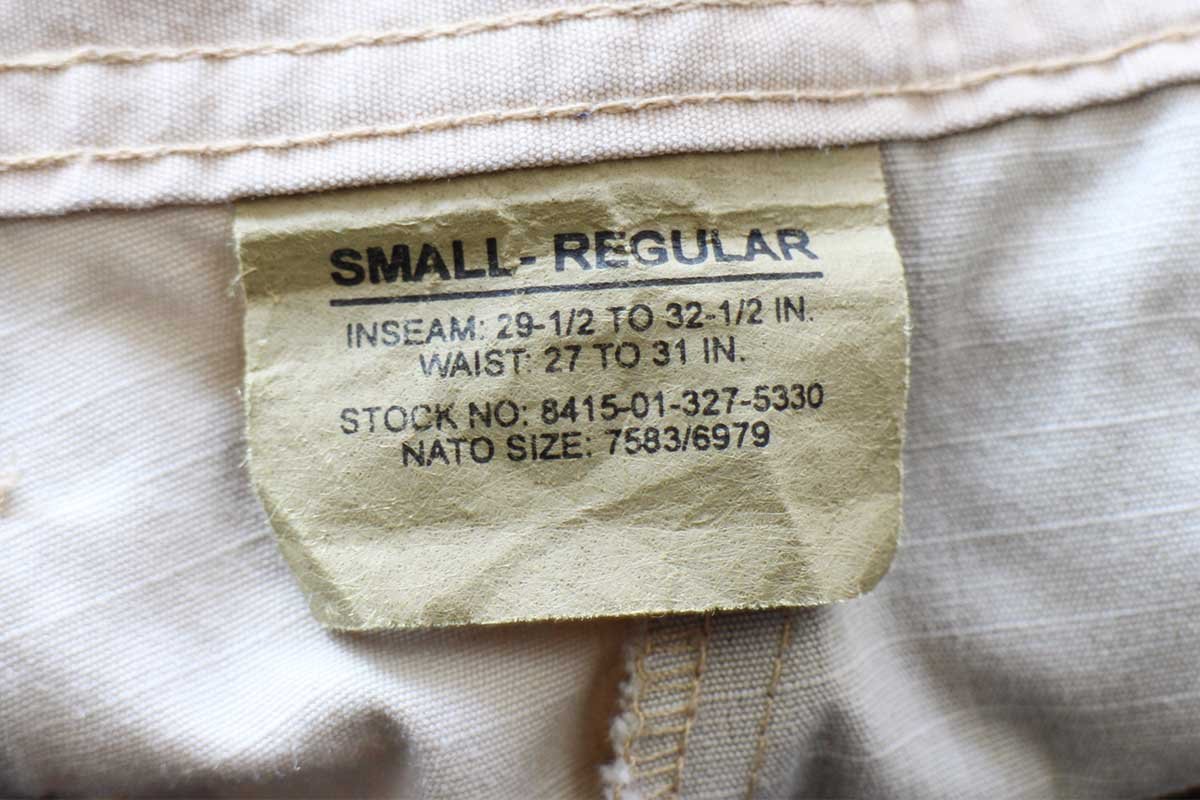 SMALL- REGULAR
INSEAM: 29-1/2 TO 32-1/2 IN.
WAIST: 27 TO 31 IN.
STOCK NO: 8415-01-327-5330
NATO SIZE: 7583/6979